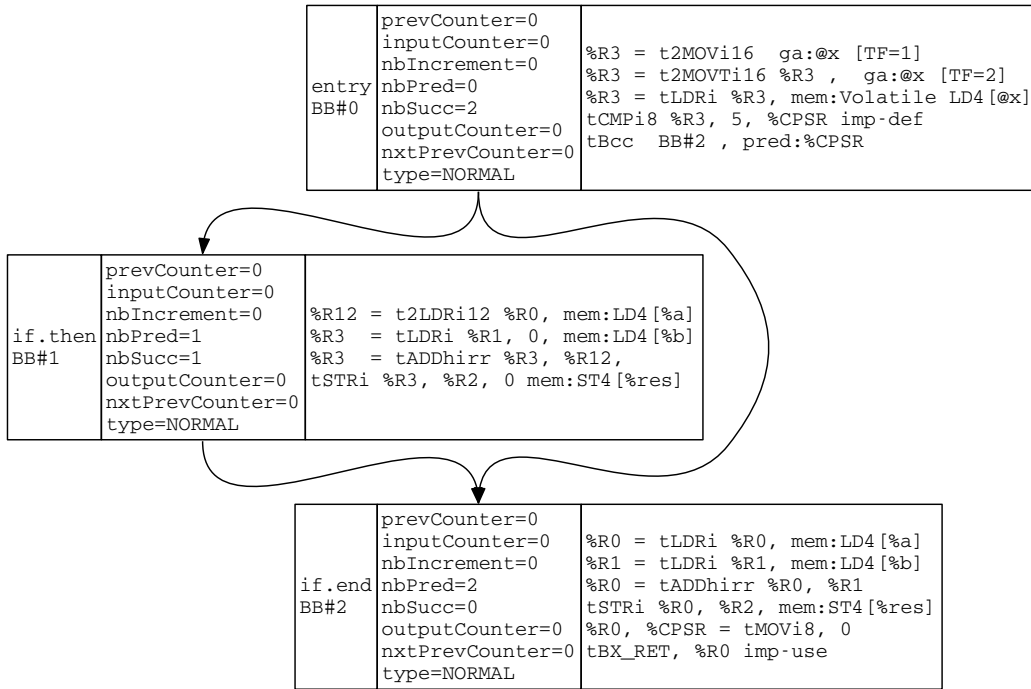 entry
BB#0
prevCounter=0
inputCounter=0
nbIncrement=0
nbPred=0
nbSucc=2
outputCounter=0
nxtPrevCounter=0
type=NORMAL
%R3 = t2MOVi16  ga:@x [TF=1]
%R3 = t2MOVTi16 %R3 ,  ga:@x [TF=2]
%R3 = tLDRi %R3, mem:Volatile LD4[@x]
tCMPi8 %R3, 5, %CPSR imp-def
tBcc  BB#2 , pred:%CPSR
if.then
BB#1
prevCounter=0
inputCounter=0
nbIncrement=0
nbPred=1
nbSucc=1
outputCounter=0
nxtPrevCounter=0
type=NORMAL
%R12 = t2LDRi12 %R0, mem:LD4[%a]
%R3  = tLDRi %R1, 0, mem:LD4[%b]
%R3  = tADDhirr %R3, %R12,
tSTRi %R3, %R2, 0 mem:ST4[%res]
if.end
BB#2
prevCounter=0
inputCounter=0
nbIncrement=0
nbPred=2
nbSucc=0
outputCounter=0
nxtPrevCounter=0
type=NORMAL
%R0 = tLDRi %R0, mem:LD4[%a]
%R1 = tLDRi %R1, mem:LD4[%b]
%R0 = tADDhirr %R0, %R1
tSTRi %R0, %R2, mem:ST4[%res]
%R0, %CPSR = tMOVi8, 0
tBX_RET, %R0 imp-use